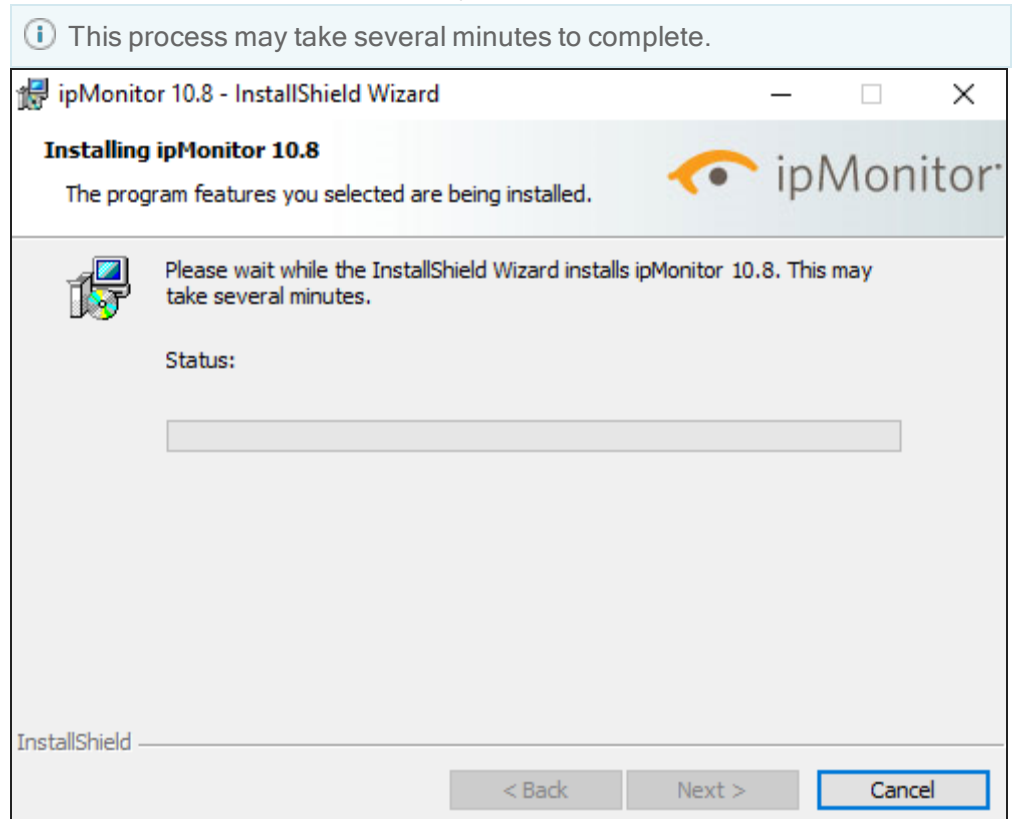 This process may take several minutes to complete.
ipMonitor 10.8 - InstallShield Wizard
Installing ipMonitor 10.8
The program features you selected are being installed.
ipMonitor
Please wait while the InstallShield Wizard installs ipMonitor 10.8. This may
take several minutes.
Status:
InstallShield
< Back Next > Cancel